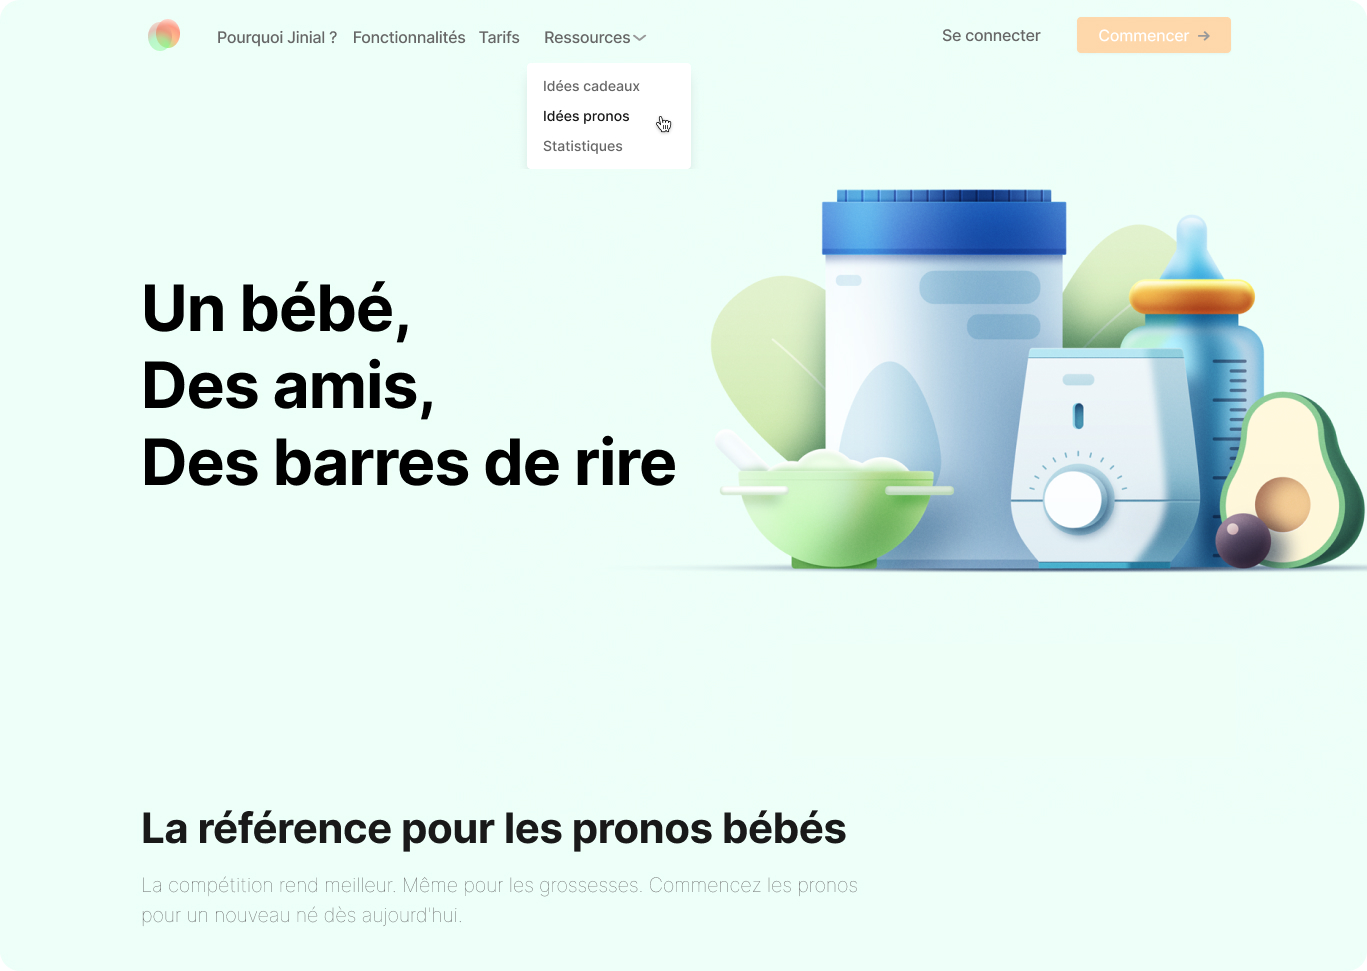 Pourquoi Jinial ? Fonctionnalités Tarifs Ressources Se connecter Commencer →
Idées cadeaux
Idées pronos
Statistiques
Un bébé,
Des amis,
Des barres de rire
La référence pour les pronos bébés
La compétition rend meilleur. Même pour les grossesses. Commencez les pronos
pour un nouveau né dès aujourd'hui.